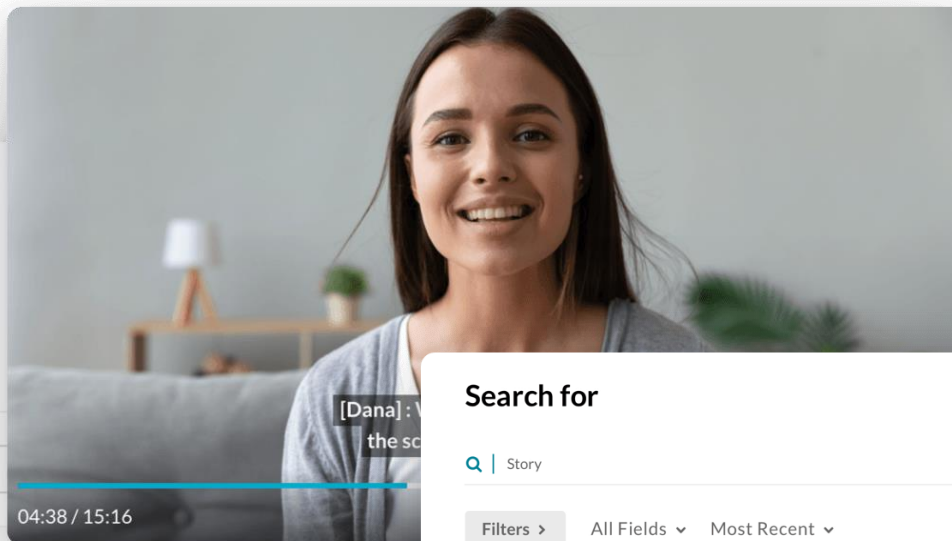 Search for
Story
[Dana] :
the
04:38 / 15:16
Filters >
All Fields
Most Recent